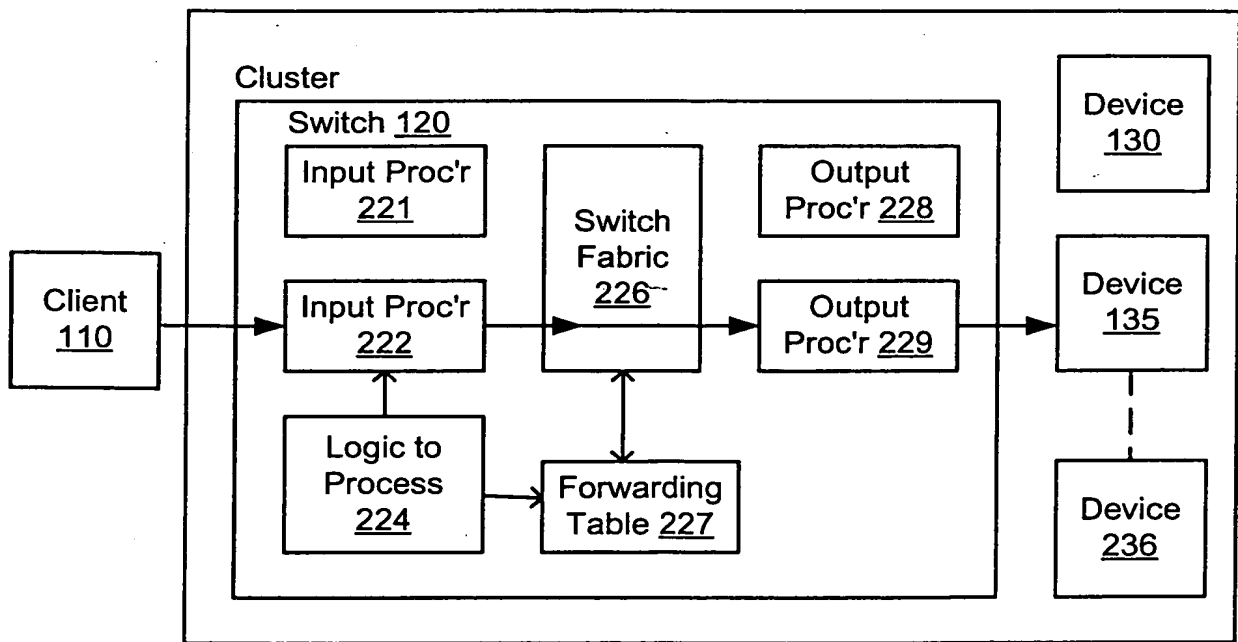 Cluster
Switch 120
Input Proc'r
221
Switch
Fabric
226
Output
Proc'r 228
Device
130
Client
110
Input Proc'r
222
Output
Proc'r 229
Device
135
Logic to
Process
224
Forwarding
Table 227
Device
236